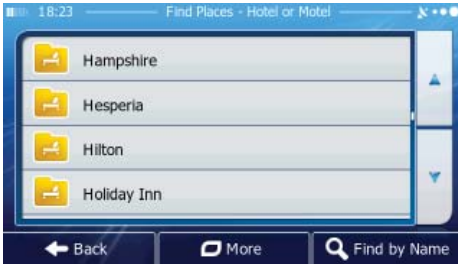 18:23 Find Places - Hotel or Motel
Hampshire
Hesperia
Hilton
Holiday Inn
Back More Find by Name